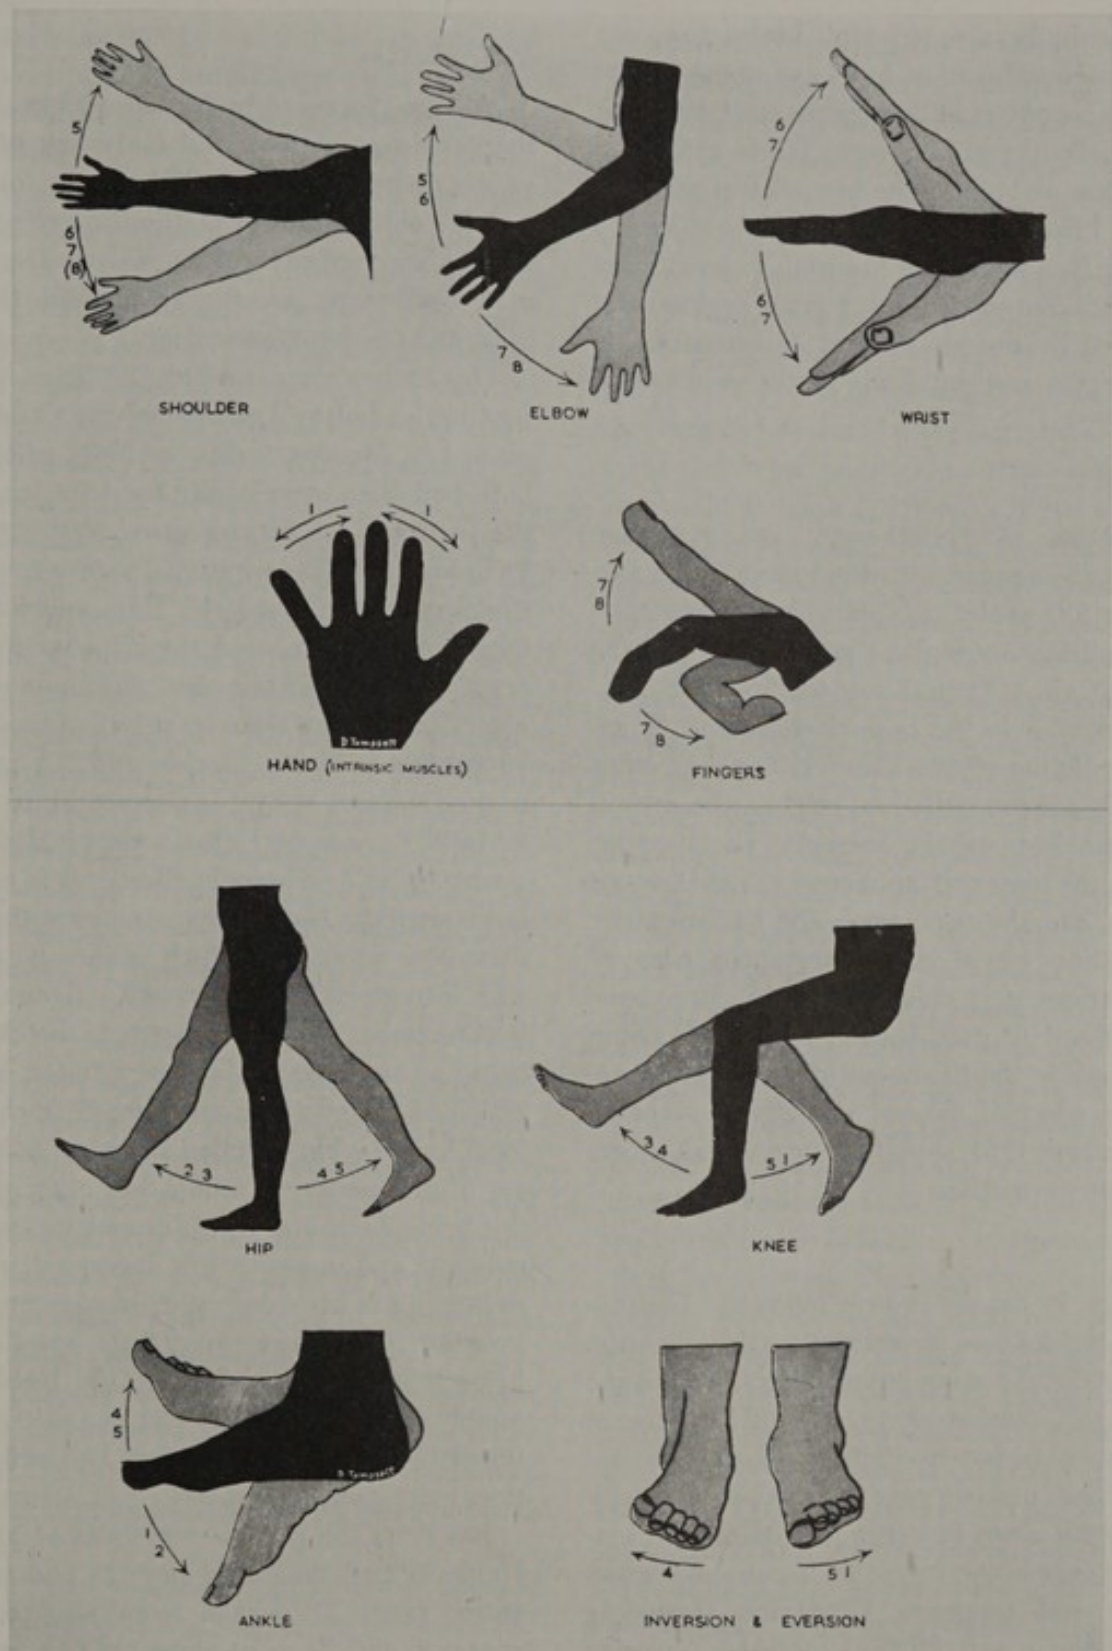 5
6
7
(8)
SHOULDER
5
6
7 8
ELBOW
6
7
6
7
WRIST
1 1
D. Tompsett
HAND (INTRINSIC MUSCLES)
7
8
7 8
FINGERS
2 3 4 5
HIP
3 4 5 1
KNEE
4
5
D. Tompsett
1
2
ANKLE
4 5 1
INVERSION & EVERSION